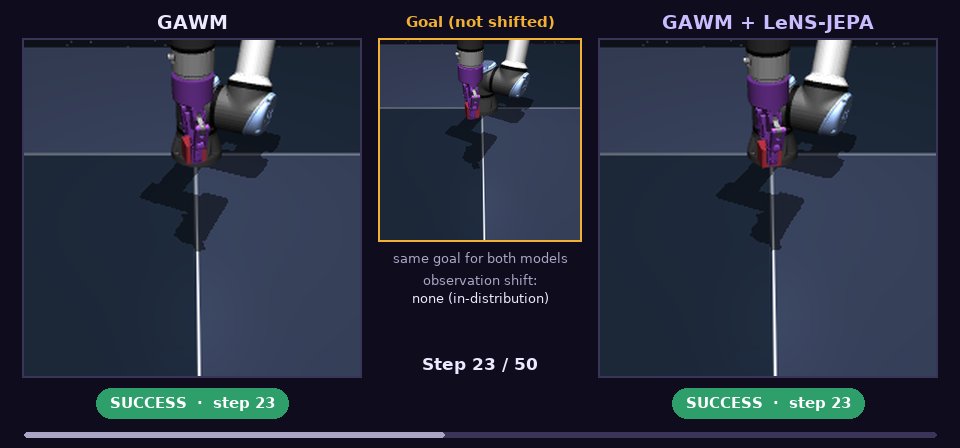 GAWM
Goal (not shifted)
GAWM + LeNS-JEPA
same goal for both models
observation shift:
none (in-distribution)
Step 23 / 50
SUCCESS · step 23
SUCCESS · step 23